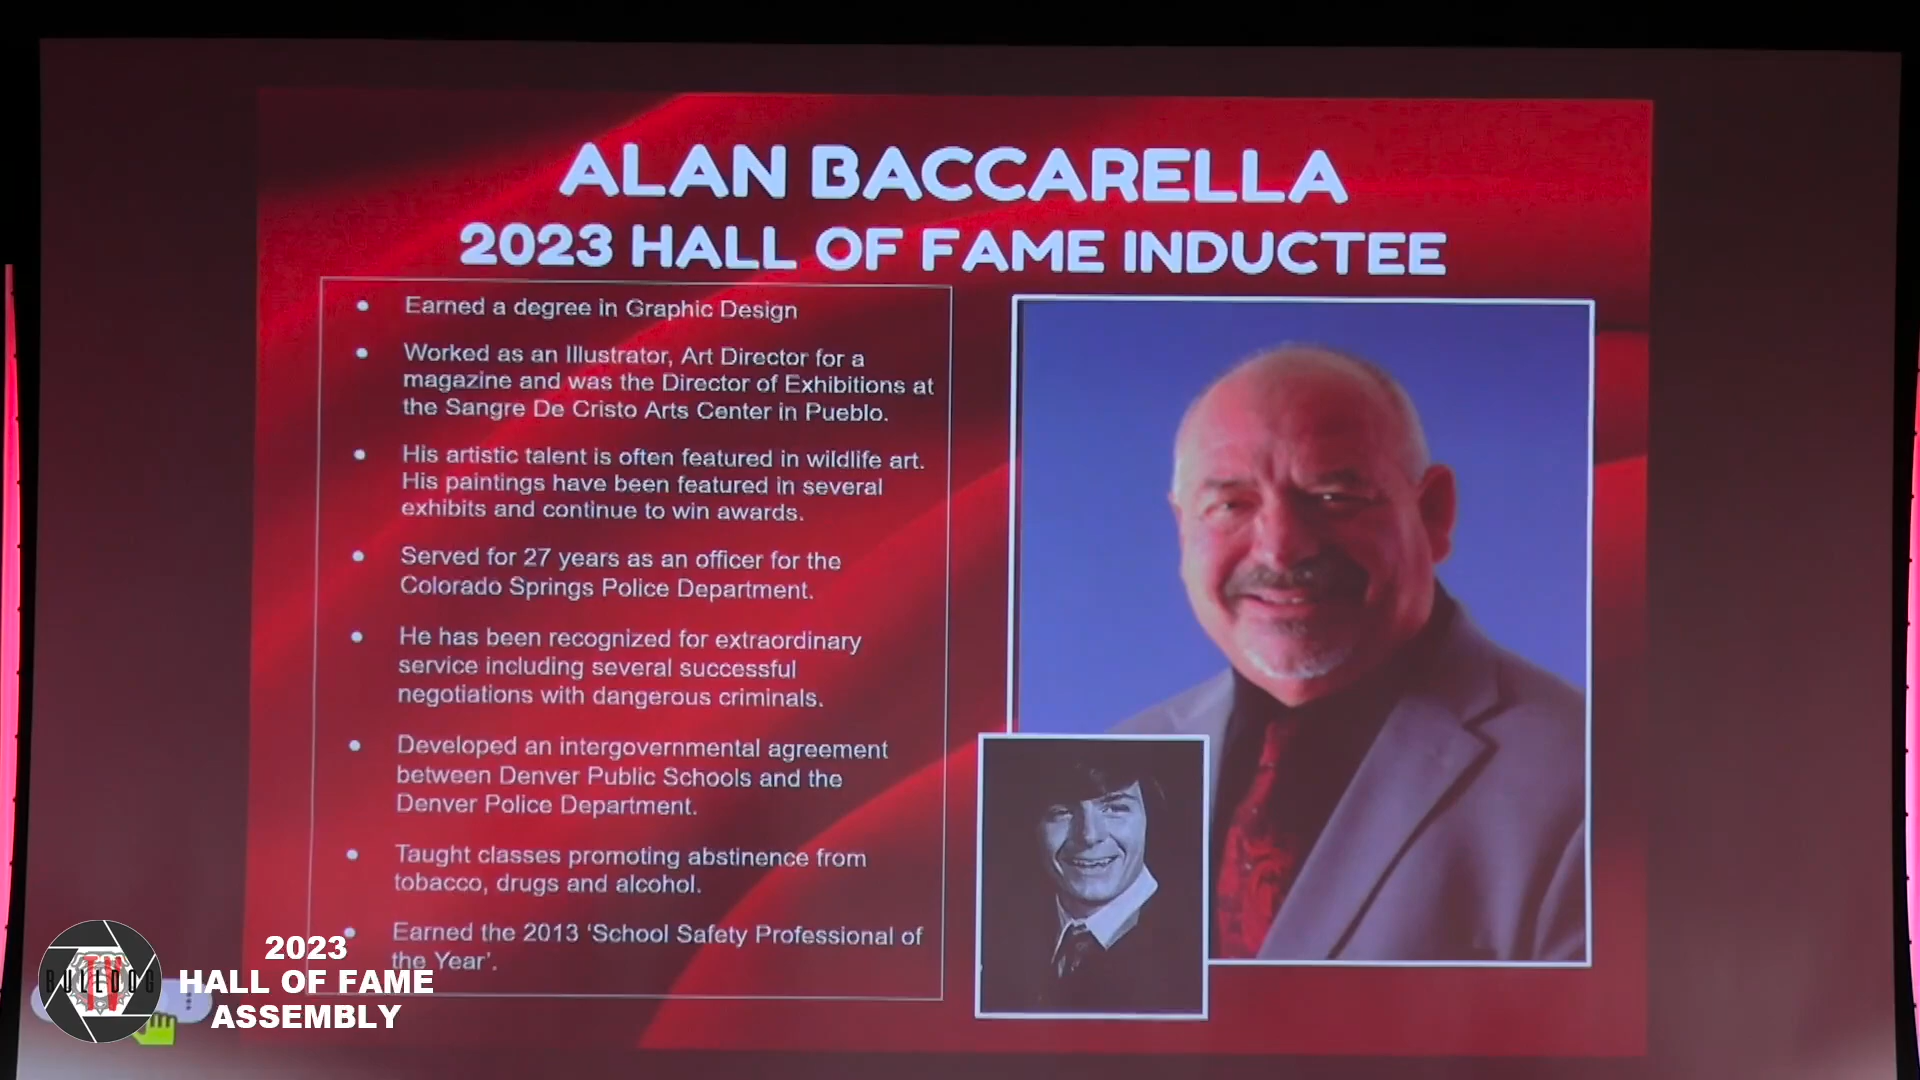 ALAN BACCARELLA
2023 HALL OF FAME INDUCTEE
• Earned a degree in Graphic Design
• Worked as an Illustrator, Art Director for a
magazine and was the Director of Exhibitions at
the Sangre De Cristo Arts Center in Pueblo.
• His artistic talent is often featured in wildlife art.
His paintings have been featured in several
exhibits and continue to win awards.
• Served for 27 years as an officer for the
Colorado Springs Police Department.
• He has been recognized for extraordinary
service including several successful
negotiations with dangerous criminals.
• Developed an intergovernmental agreement
between Denver Public Schools and the
Denver Police Department.
• Taught classes promoting abstinence from
tobacco, drugs and alcohol.
• Earned the 2013 ‘School Safety Professional of
the Year’.
BULLDOG
TV
2023
HALL OF FAME
ASSEMBLY